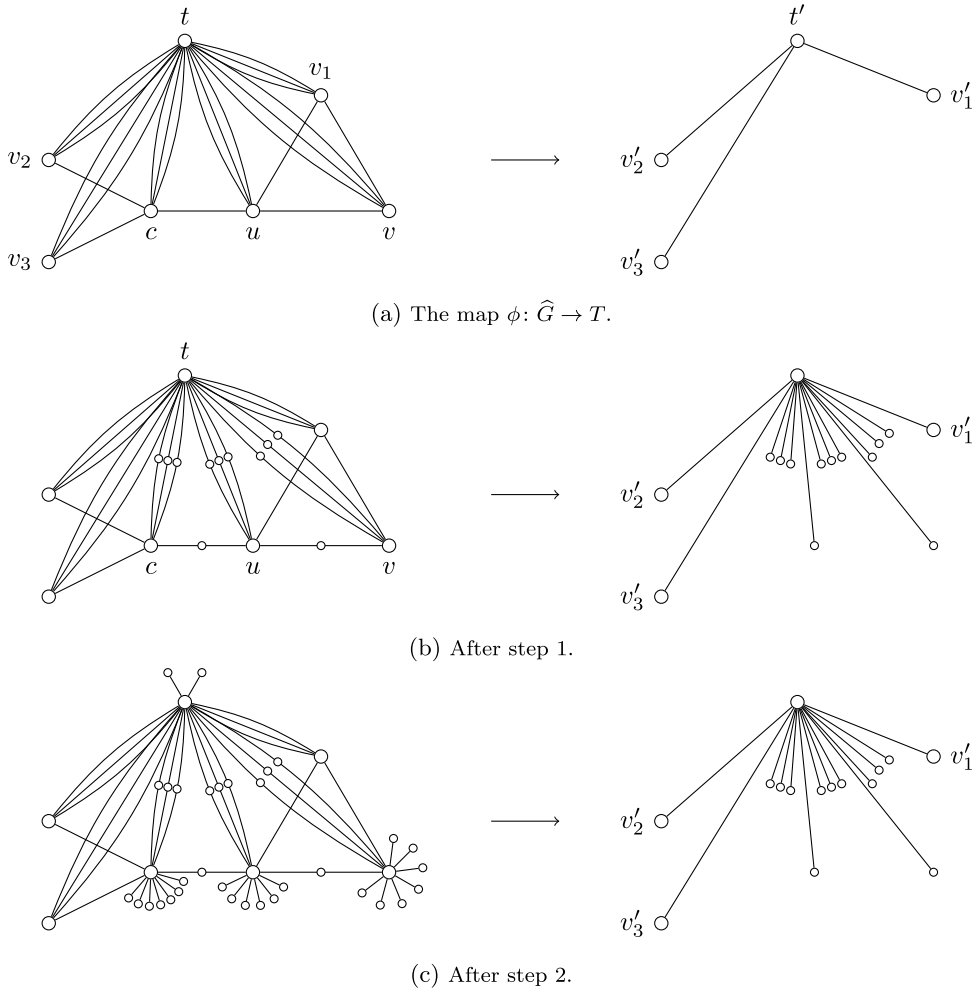 t t′
v₁ v′₁
v₂ v′₂
c u v
v₃ v′₃
(a) The map ϕ: Ĝ → T.
t
v′₁
v′₂
c u v
v′₃
(b) After step 1.
v′₁
v′₂
v′₃
(c) After step 2.